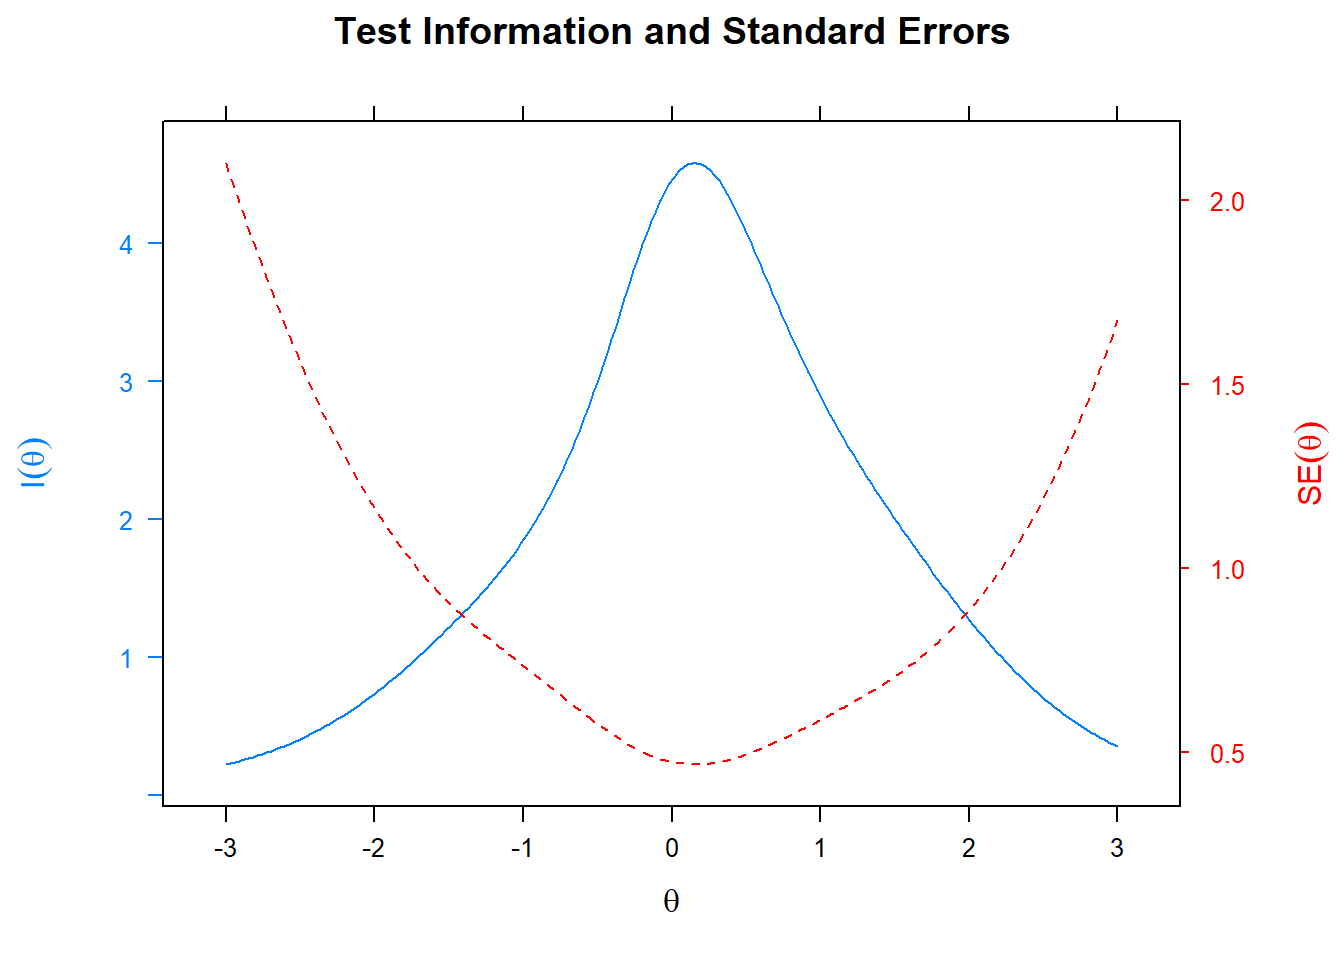 Test Information and Standard Errors
I(θ)
4
3
2
1
2.0
1.5
1.0
0.5
SE(θ)
-3 -2 -1 0 1 2 3
θ